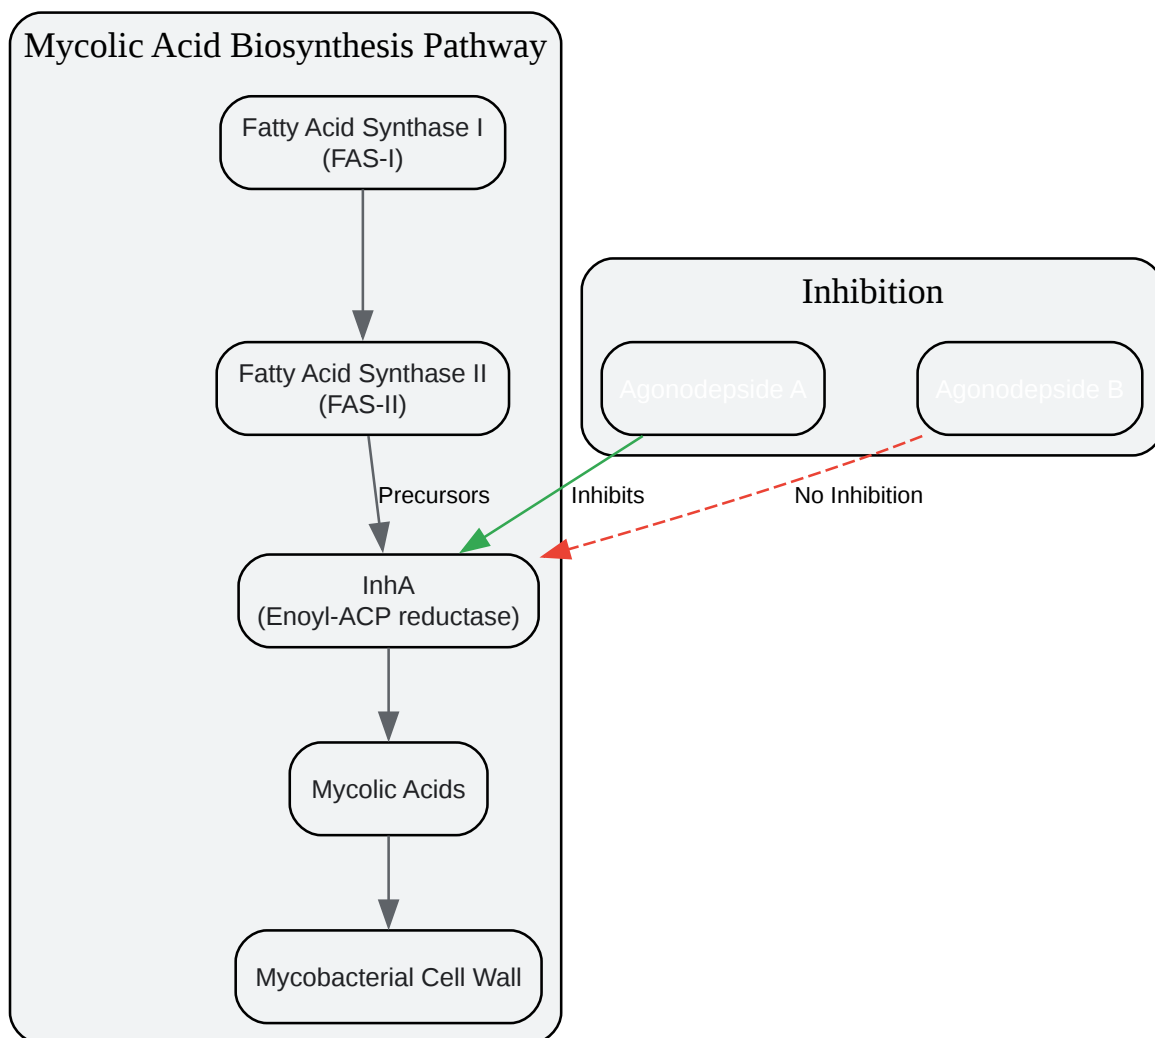 Mycolic Acid Biosynthesis Pathway
Fatty Acid Synthase I
(FAS-I)
Inhibition
Fatty Acid Synthase II
(FAS-II)
Agonodepside A
Agonodepside B
Precursors
Inhibits
No Inhibition
InhA
(Enoyl-ACP reductase)
Mycolic Acids
Mycobacterial Cell Wall